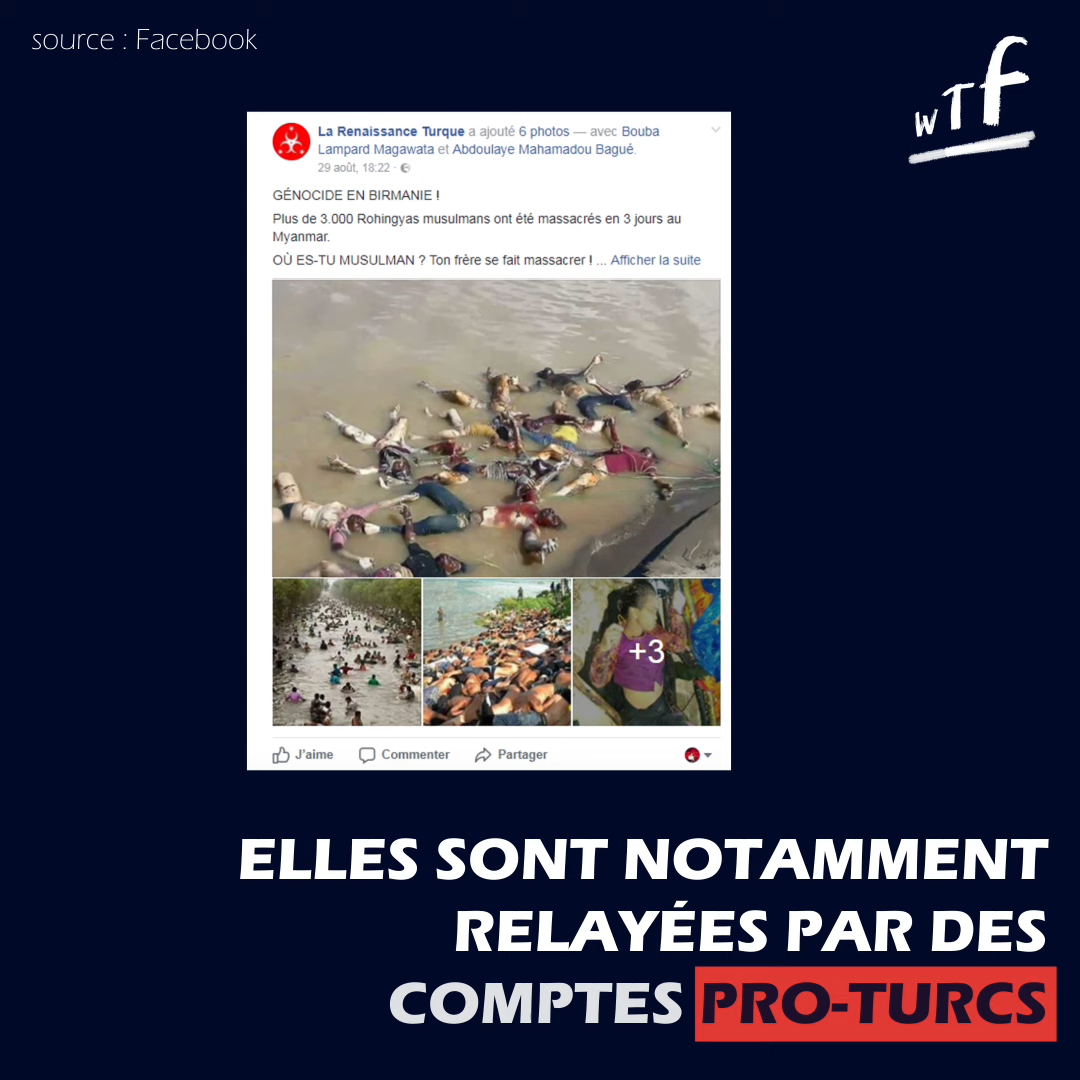 source : Facebook
wTf
La Renaissance Turque a ajouté 6 photos — avec Bouba
Lampard Magawata et Abdoulaye Mahamadou Bagué.
29 août, 18:22 ·
GÉNOCIDE EN BIRMANIE !
Plus de 3.000 Rohingyas musulmans ont été massacrés en 3 jours au
Myanmar.
OÙ ES-TU MUSULMAN ? Ton frère se fait massacrer ! ... Afficher la suite
+3
J'aime Commenter Partager
ELLES SONT NOTAMMENT
RELAYÉES PAR DES
COMPTES PRO-TURCS